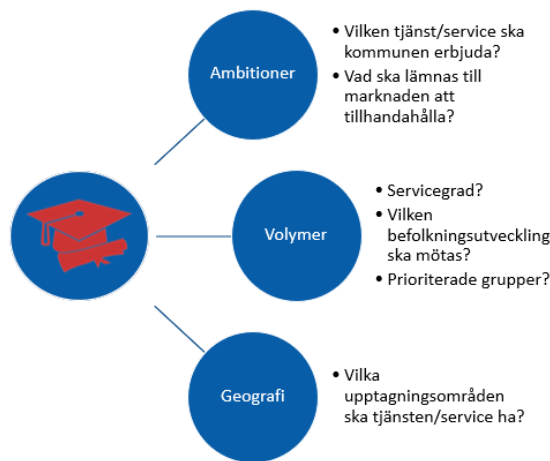 Ambitioner
• Vilken tjänst/service ska
kommunen erbjuda?
• Vad ska lämnas till
marknaden att
tillhandahålla?
Volymer
• Servicegrad?
• Vilken
befolkningsutveckling
ska mötas?
• Prioriterade grupper?
Geografi
• Vilka
upptagningsområden
ska tjänsten/service ha?